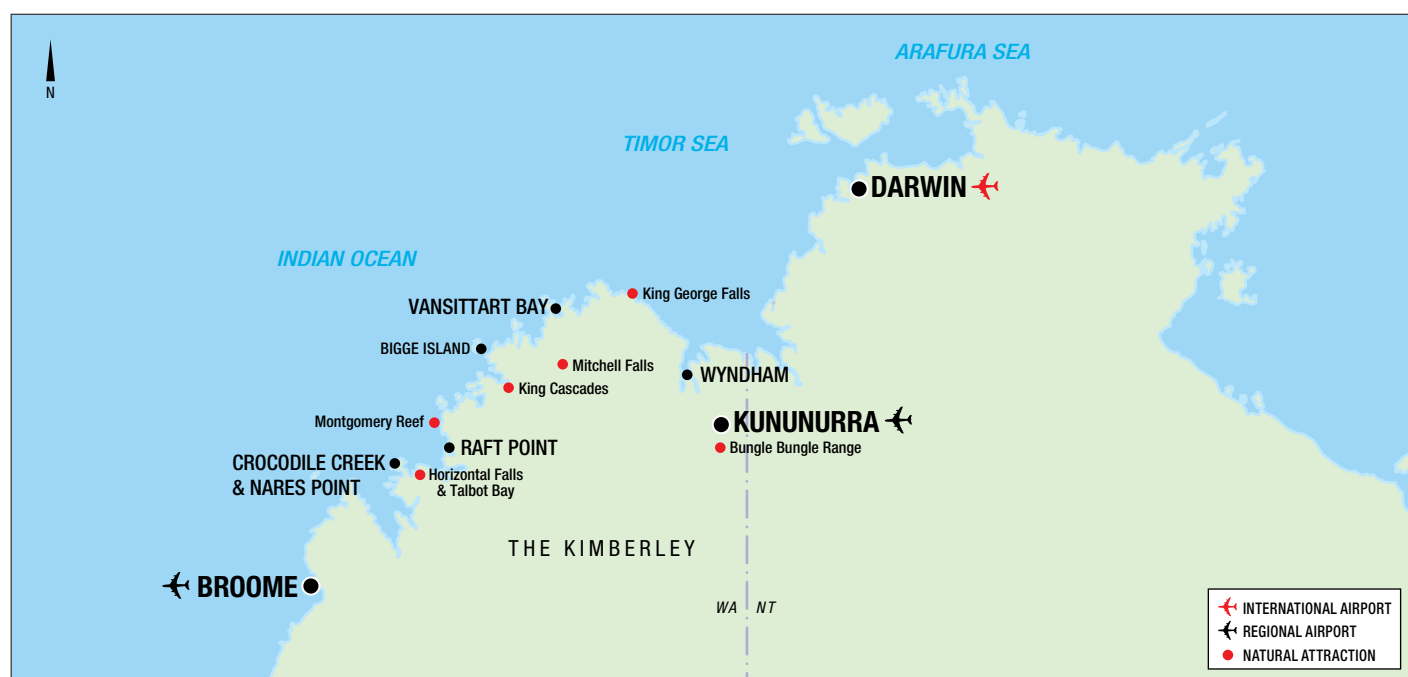 ARAFURA SEA
N
TIMOR SEA
DARWIN
INDIAN OCEAN
King George Falls
VANSITTART BAY
BIGGE ISLAND
Mitchell Falls
WYNDHAM
King Cascades
Montgomery Reef
KUNUNURRA
RAFT POINT
Bungle Bungle Range
CROCODILE CREEK
& NARES POINT
Horizontal Falls
& Talbot Bay
THE KIMBERLEY
BROOME
WA NT
INTERNATIONAL AIRPORT
REGIONAL AIRPORT
NATURAL ATTRACTION